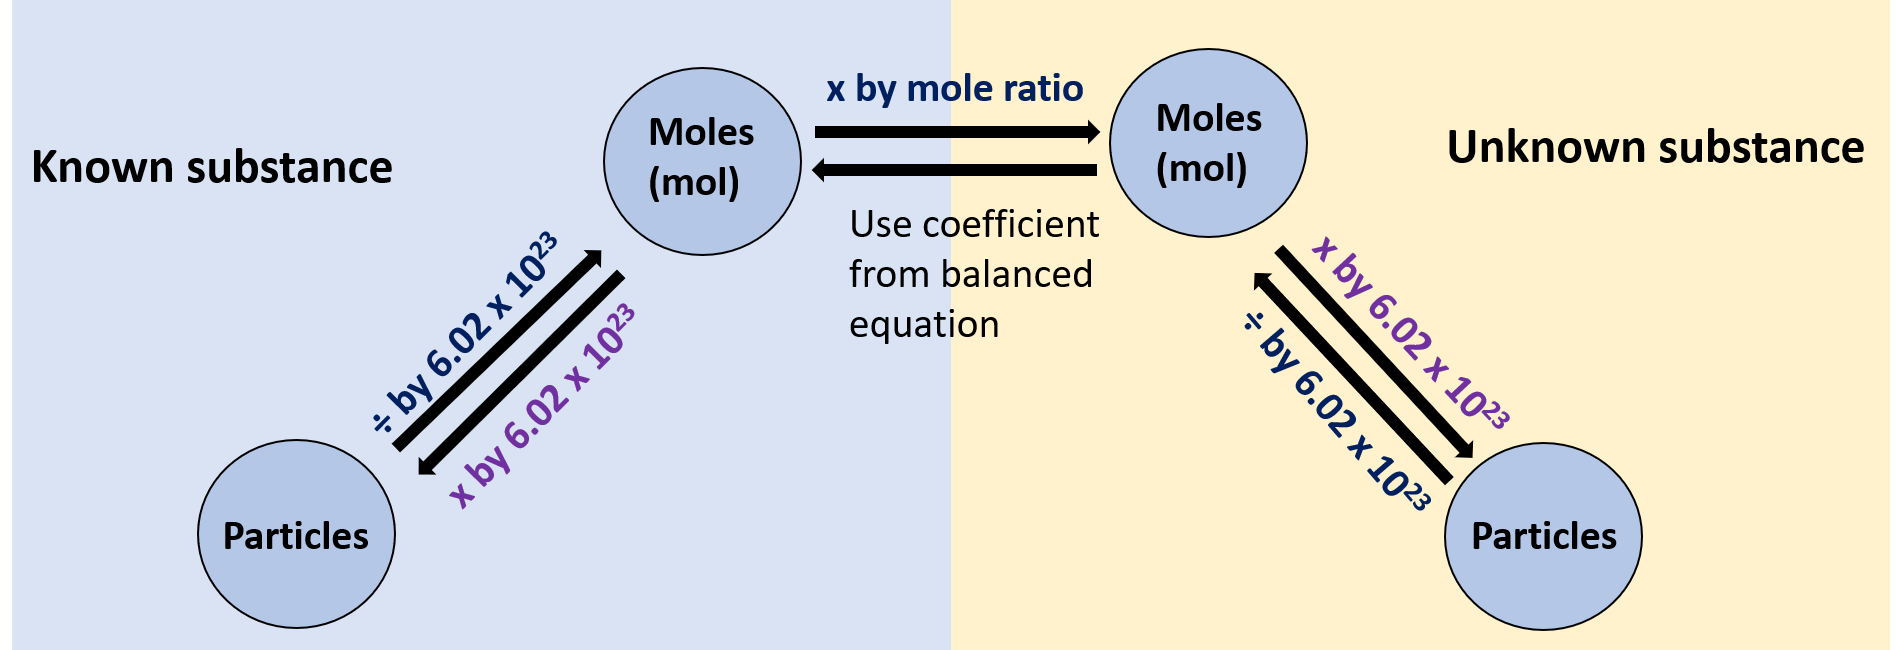 Known substance
Moles
(mol)
x by mole ratio
Use coefficient
from balanced
equation
Moles
(mol)
Unknown substance
÷ by 6.02 x 10²³
x by 6.02 x 10²³
x by 6.02 x 10²³
÷ by 6.02 x 10²³
Particles
Particles